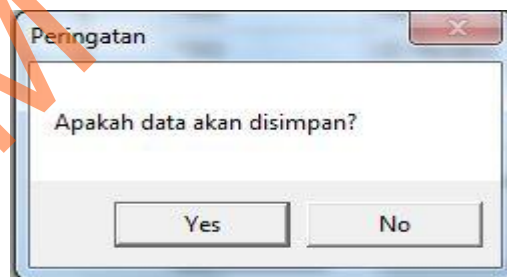 Peringatan
Apakah data akan disimpan?
Yes
No